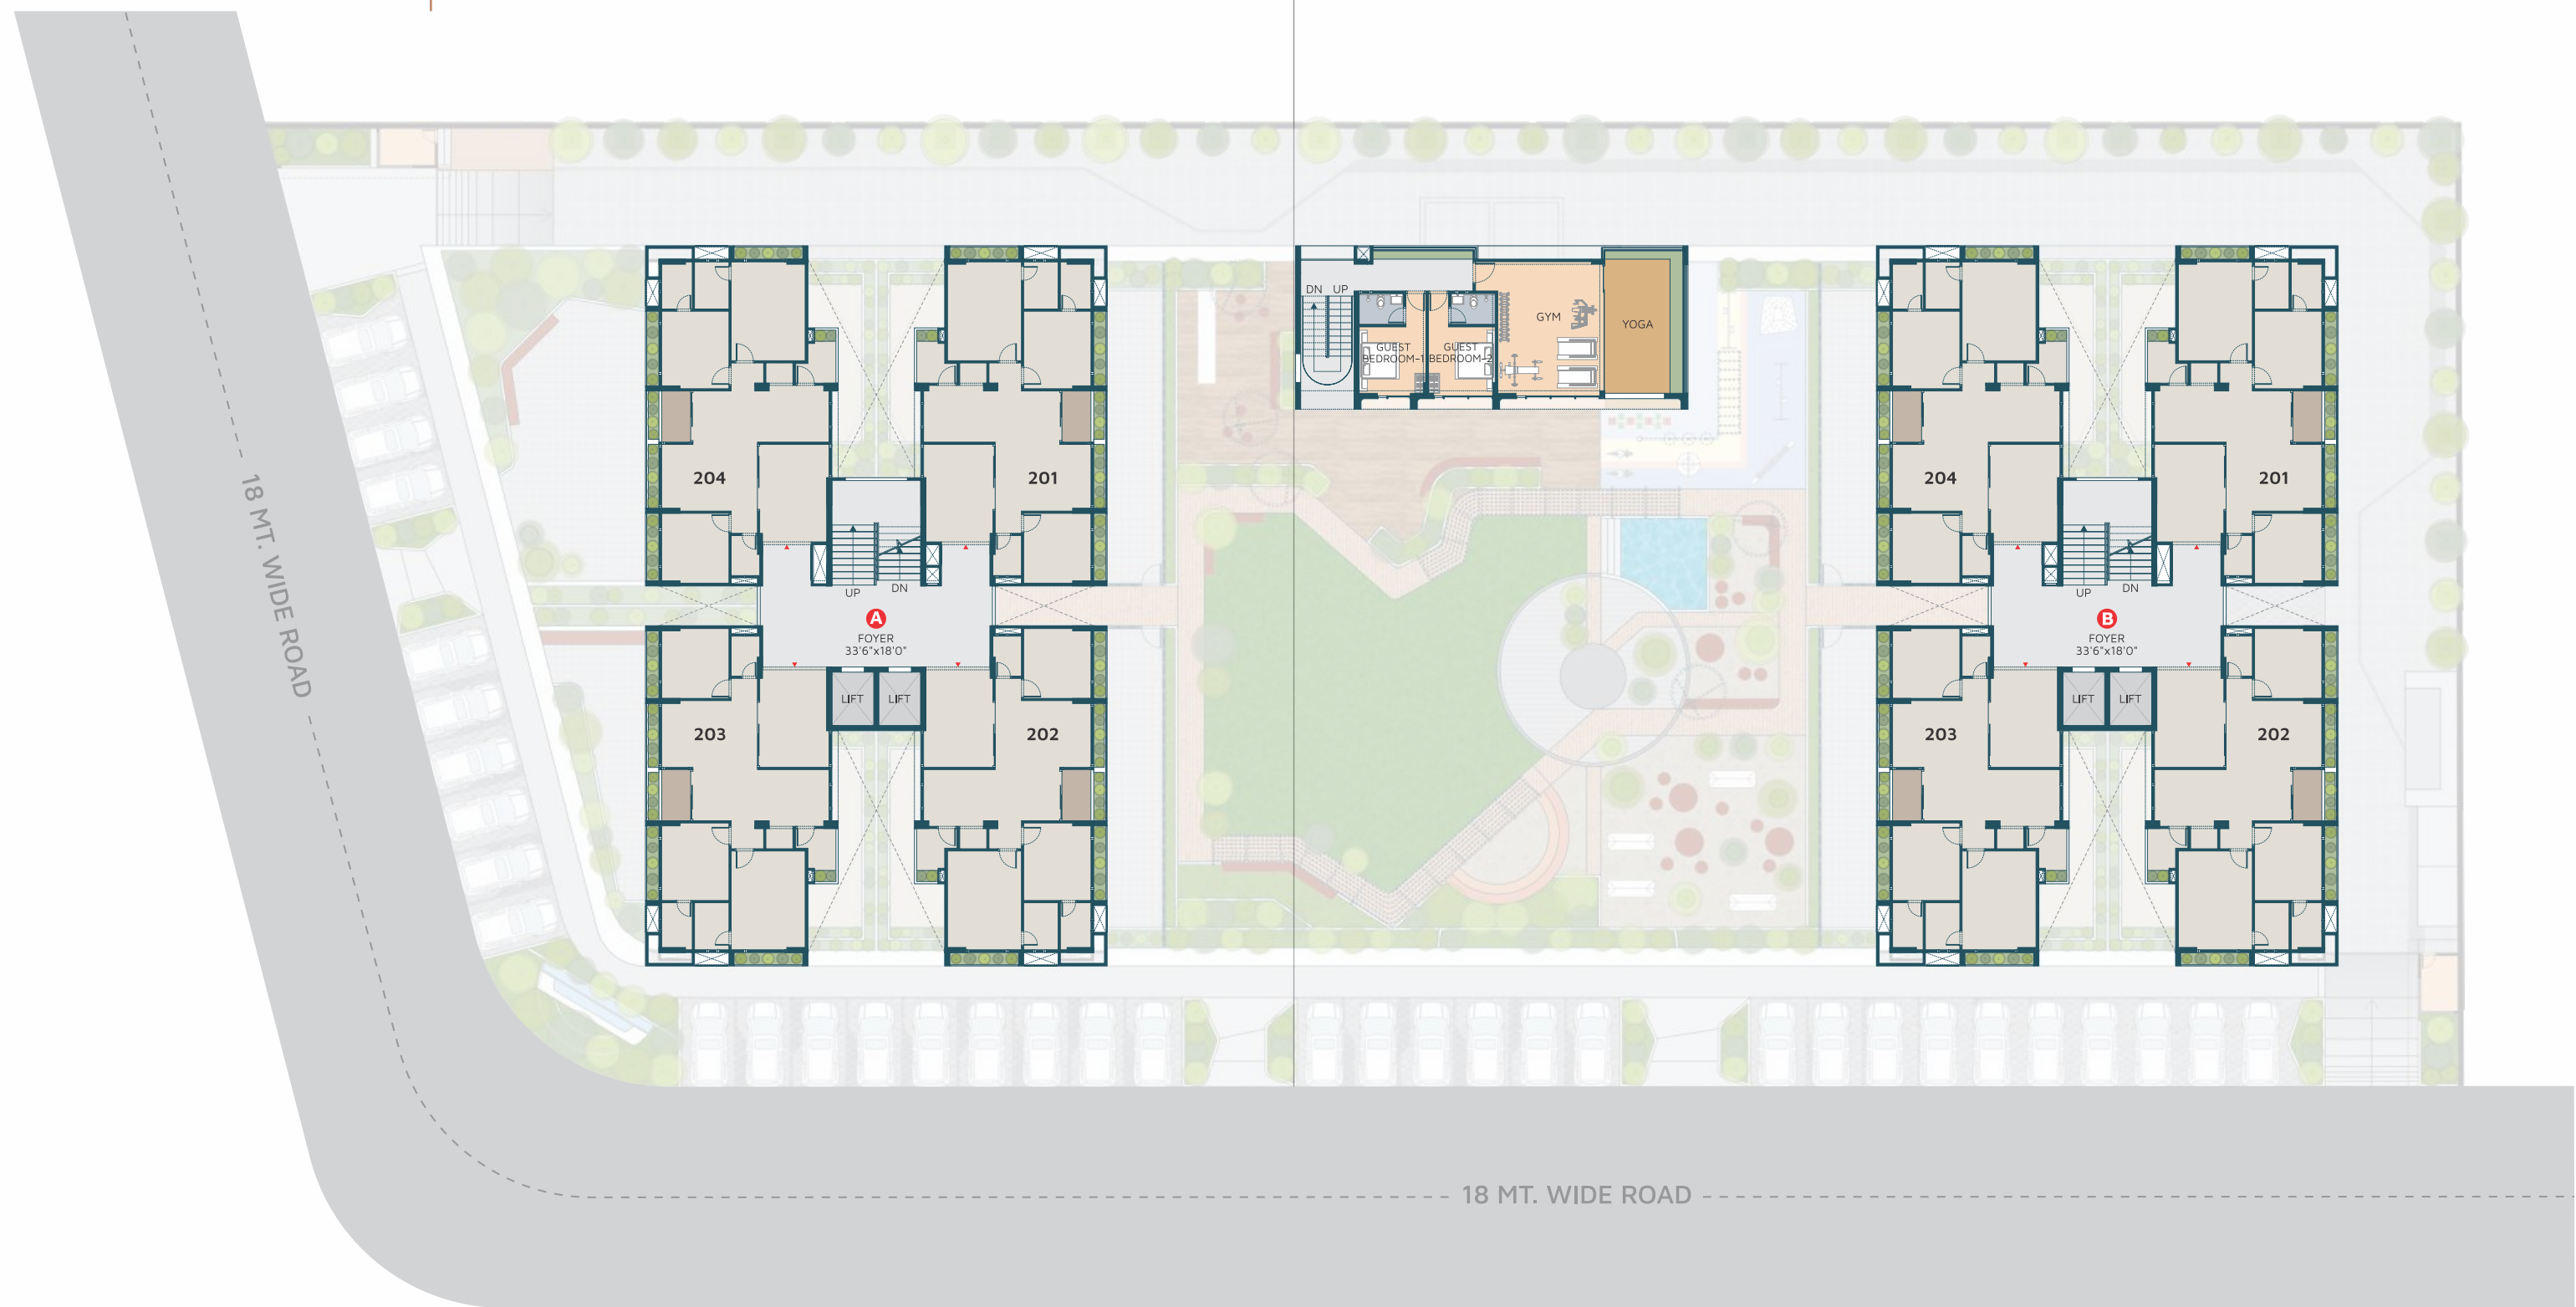 DN UP
GYM
YOGA
GUEST
BEDROOM-1
GUEST
BEDROOM-2
204
201
UP
DN
A
FOYER
33'6"x18'0"
LIFT
LIFT
203
202
204
201
UP
DN
B
FOYER
33'6"x18'0"
LIFT
LIFT
203
202
18 MT. WIDE ROAD
18 MT. WIDE ROAD